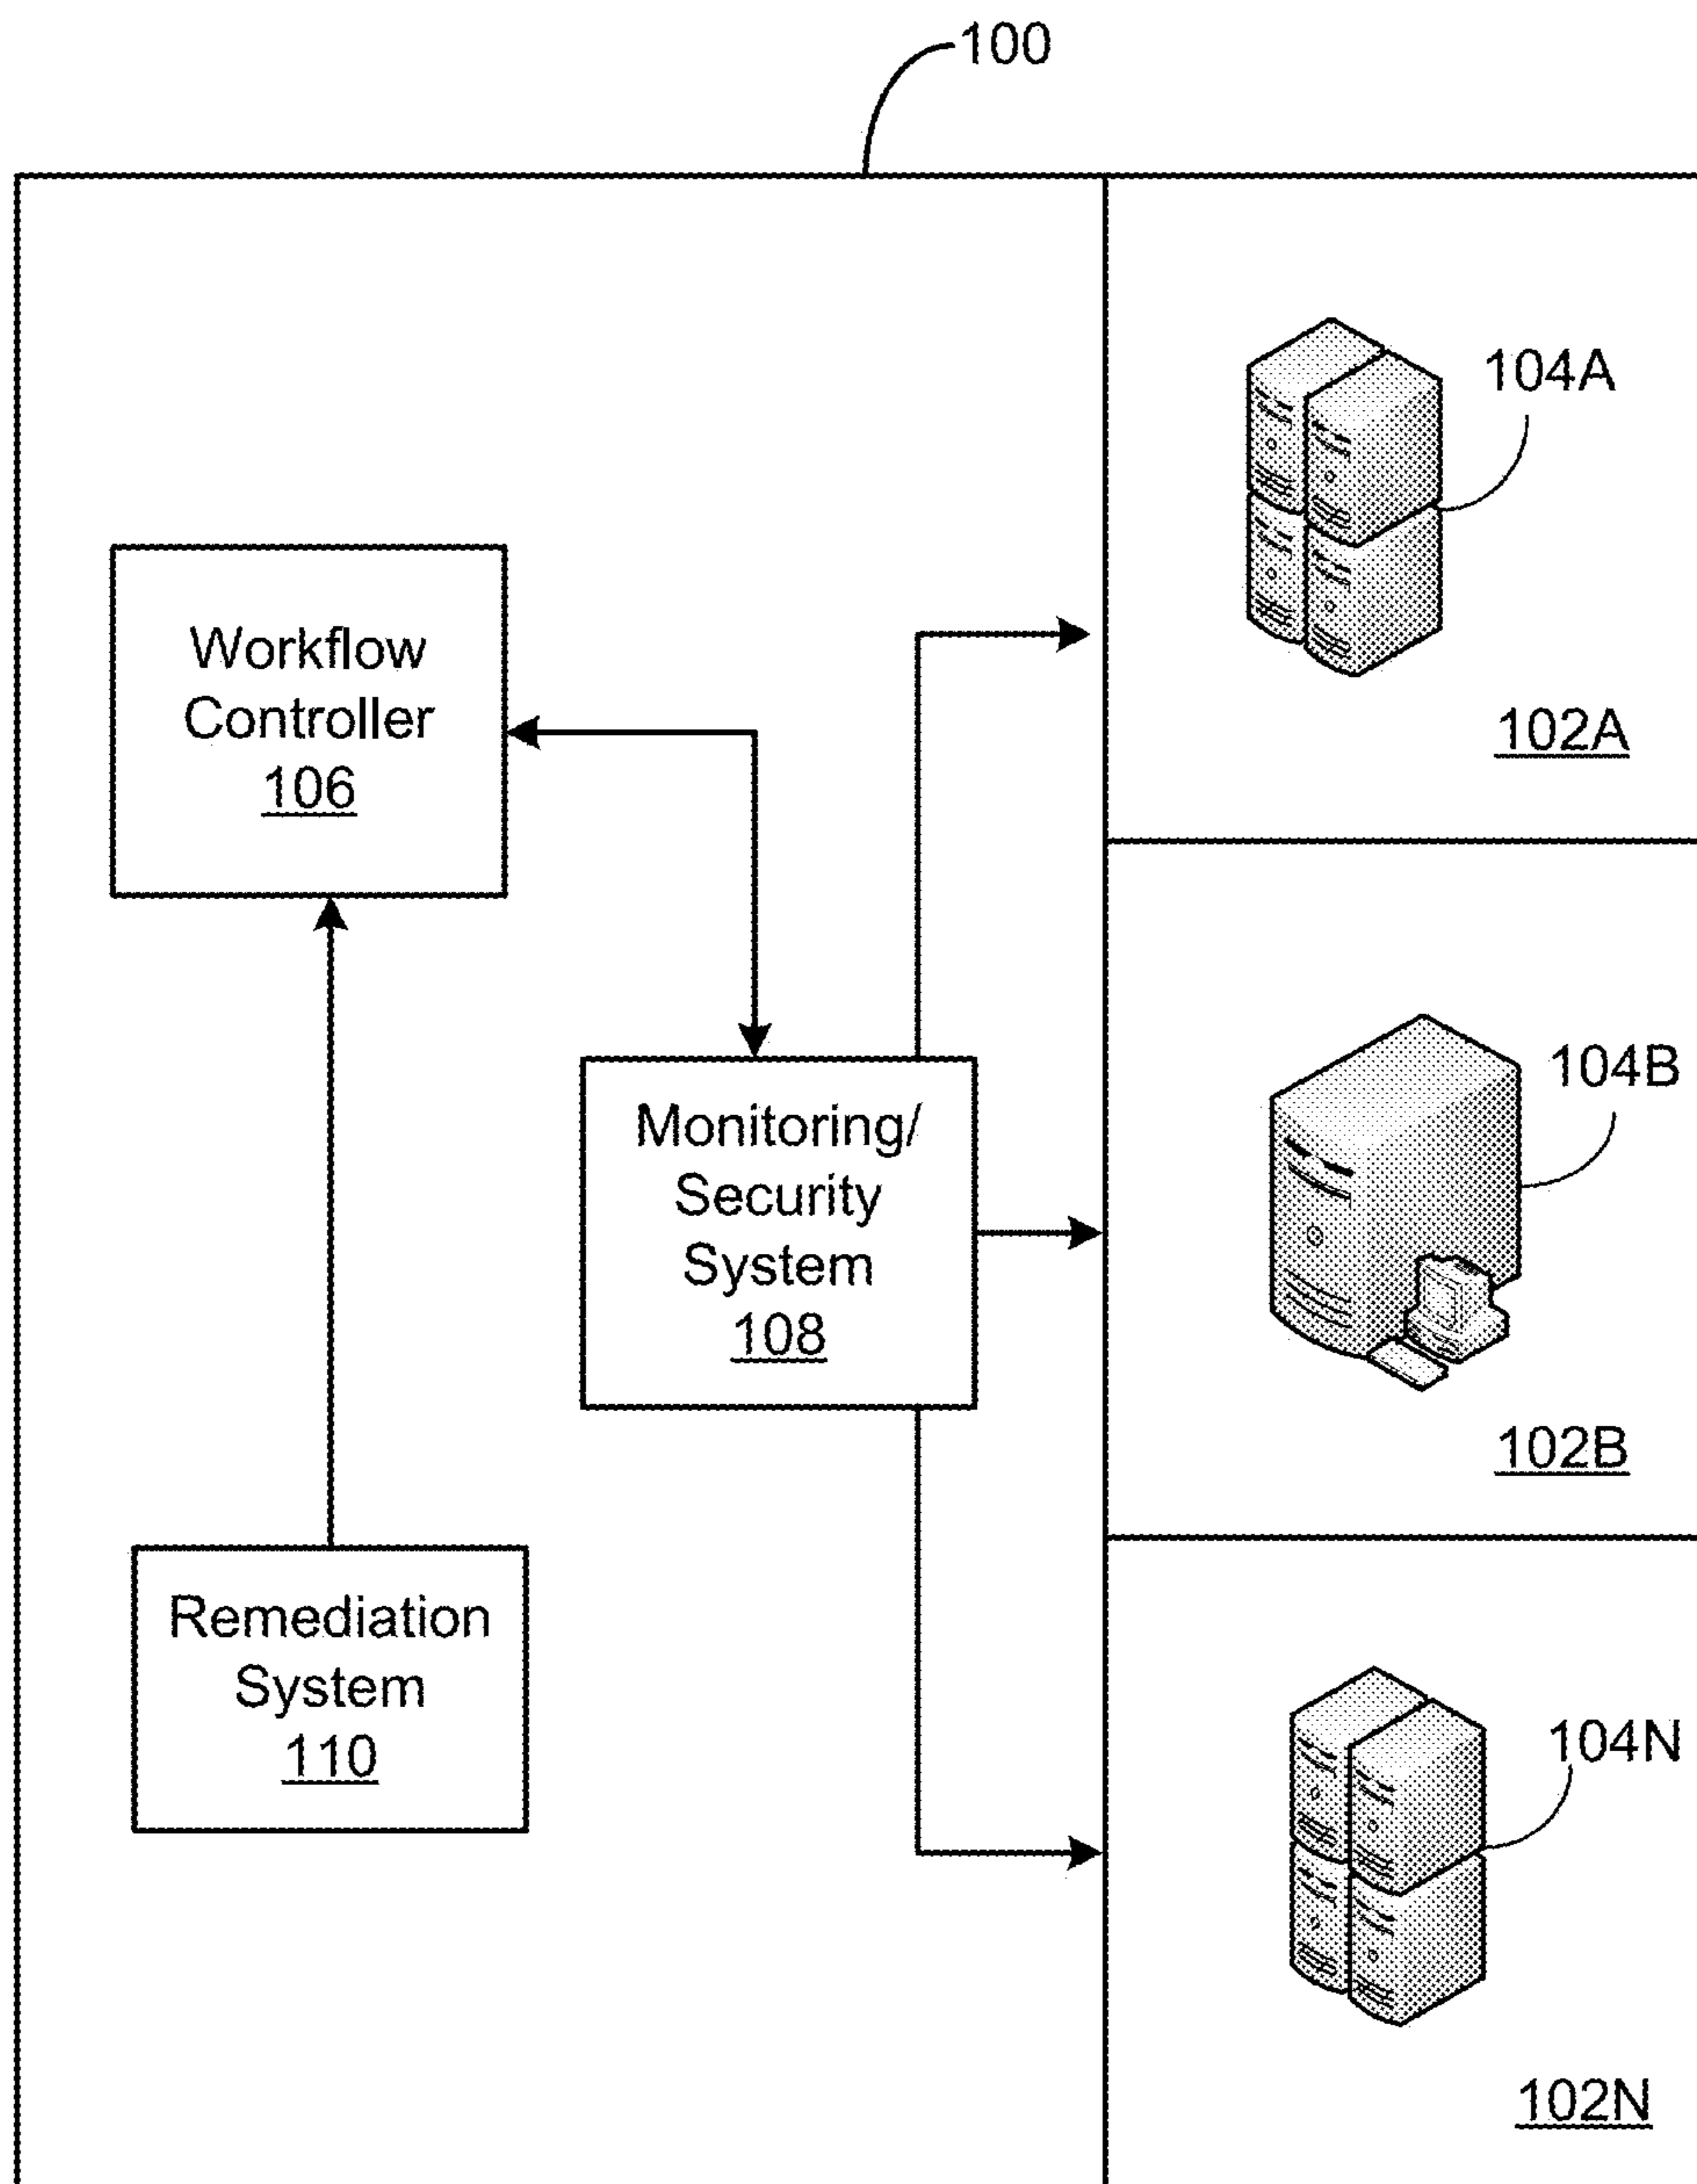 100
104A
Workflow
Controller
106
102A
104B
Monitoring/
Security
System
108
102B
Remediation
System
110
104N
102N